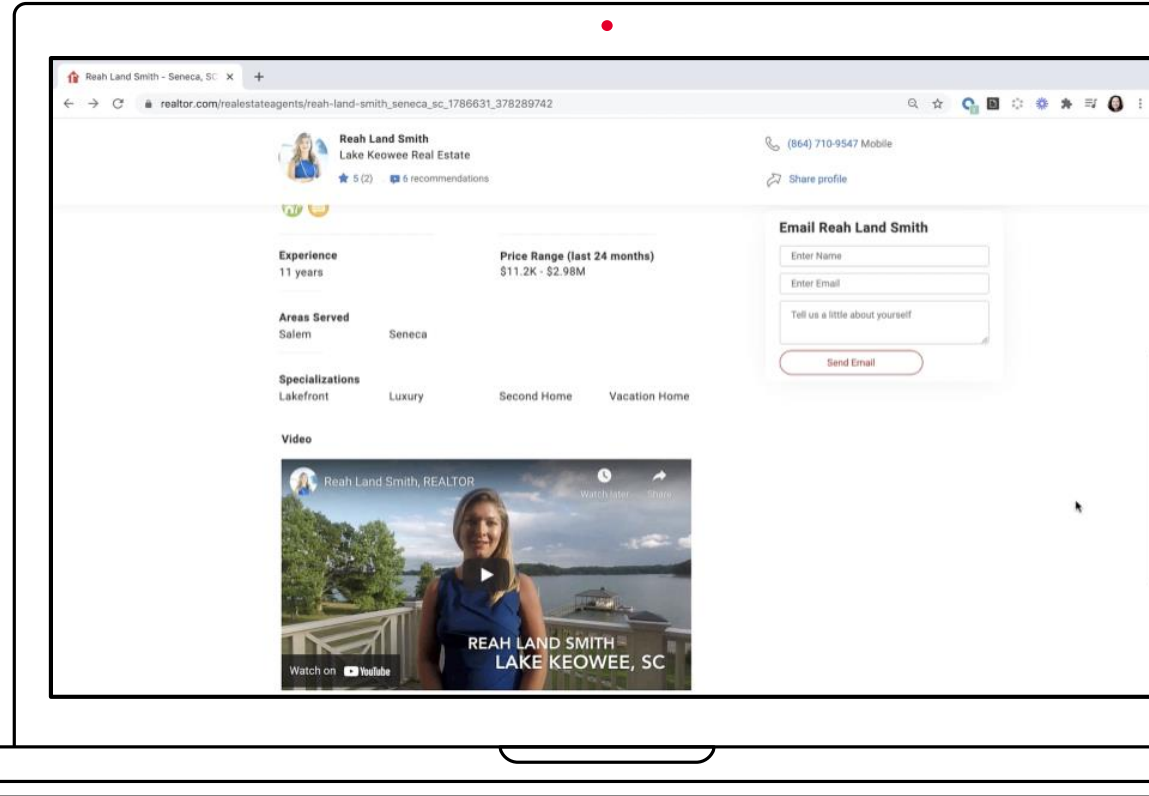 Reah Land Smith - Seneca, SC
realtor.com/realestateagents/reah-land-smith_seneca_sc_1786631_378289742
Reah Land Smith
Lake Keowee Real Estate
5 (2) 6 recommendations
(864) 710-9547 Mobile
Share profile
Experience
11 years
Price Range (last 24 months)
$11.2K - $2.98M
Areas Served
Salem Seneca
Specializations
Lakefront Luxury Second Home Vacation Home
Video
Reah Land Smith, REALTOR
Watch later Share
REAH LAND SMITH
LAKE KEOWEE, SC
Watch on YouTube
Email Reah Land Smith
Enter Name
Enter Email
Tell us a little about yourself
Send Email